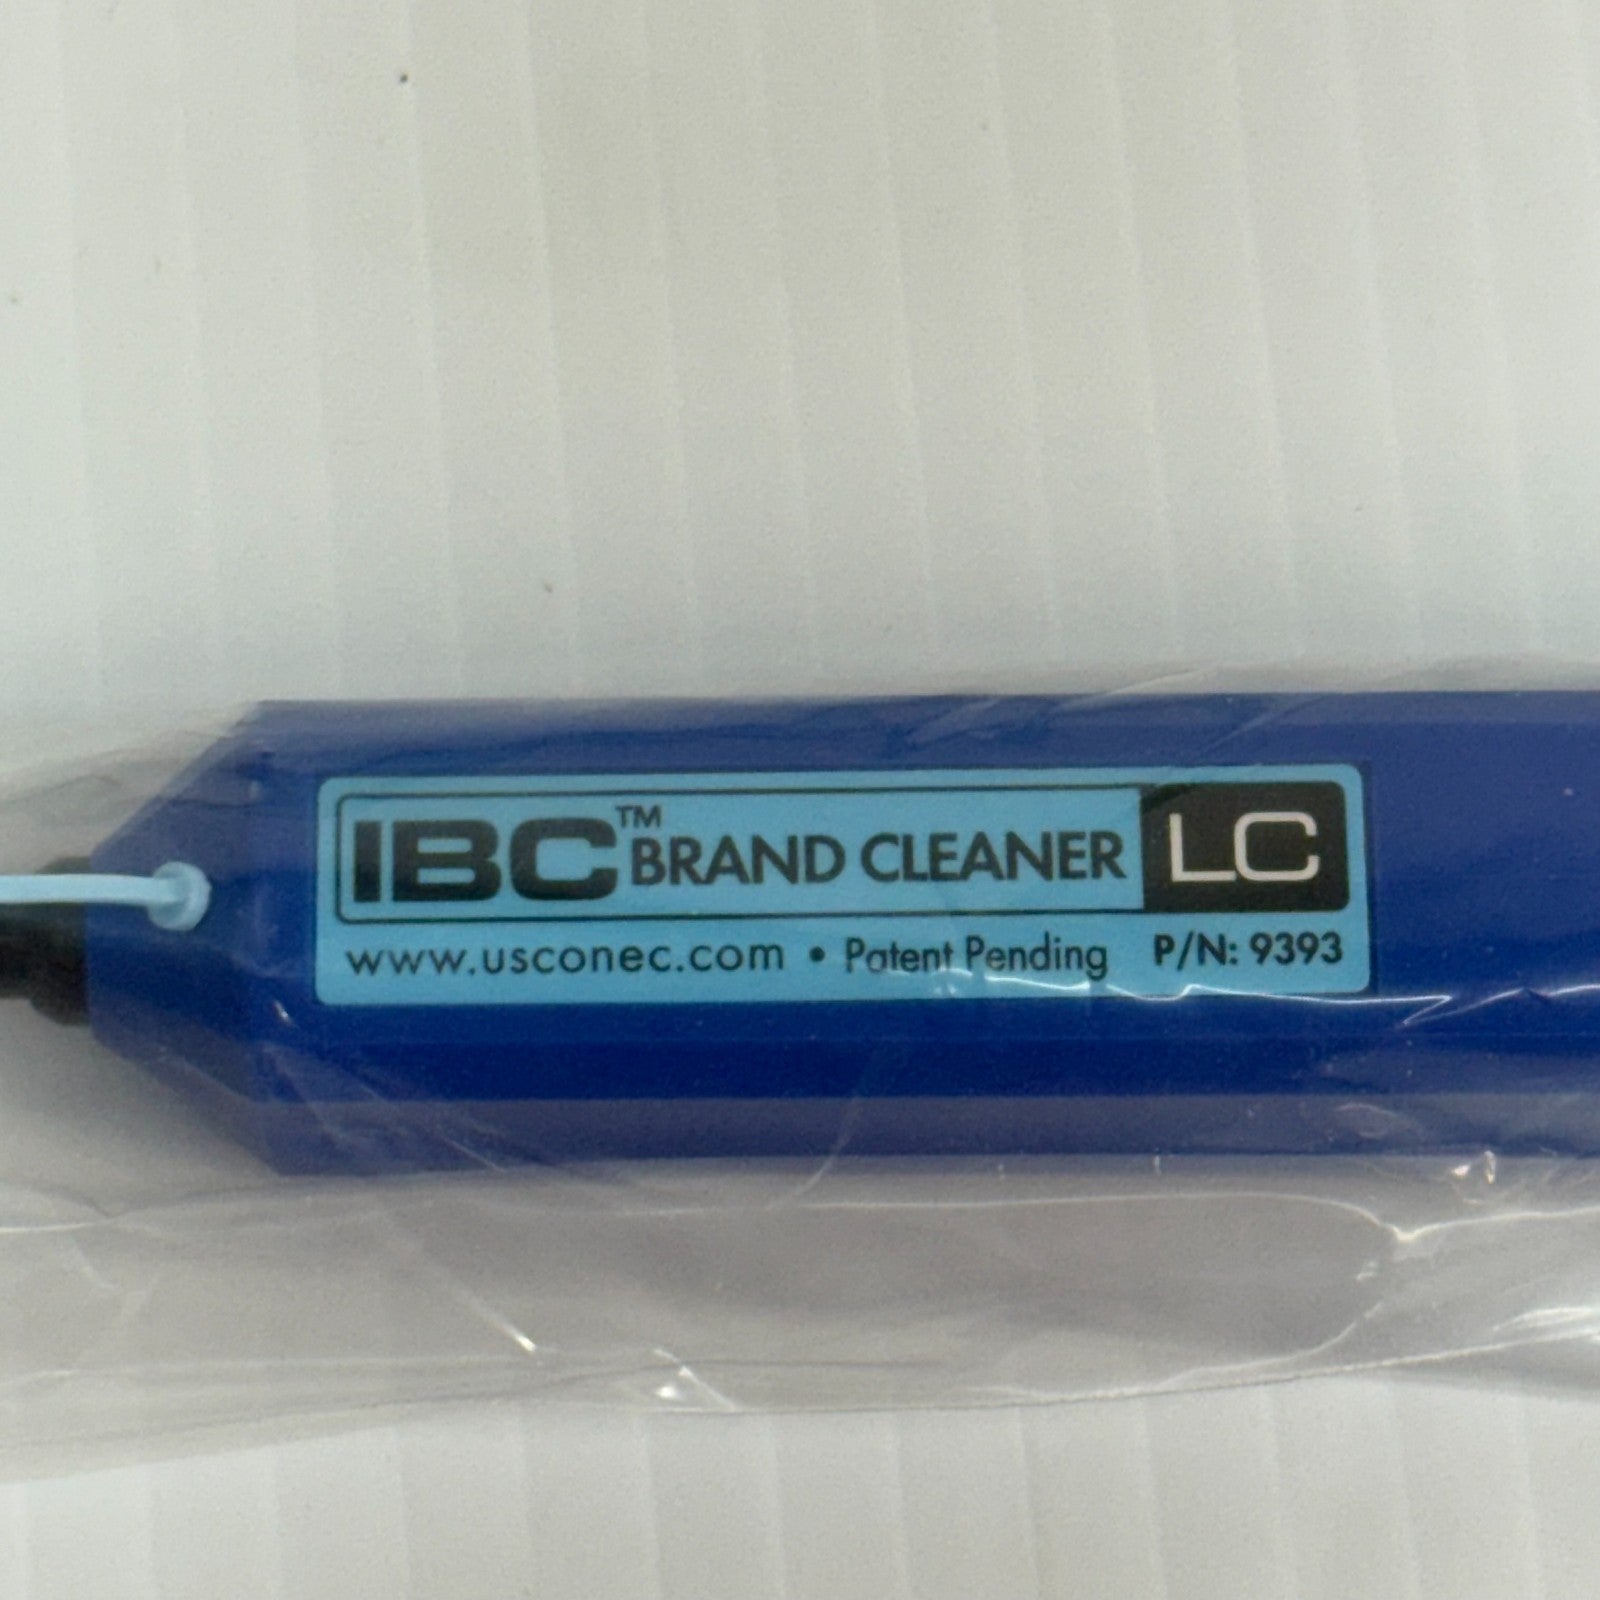 IBC™ BRAND CLEANER LC
www.usconec.com • Patent Pending P/N: 9393